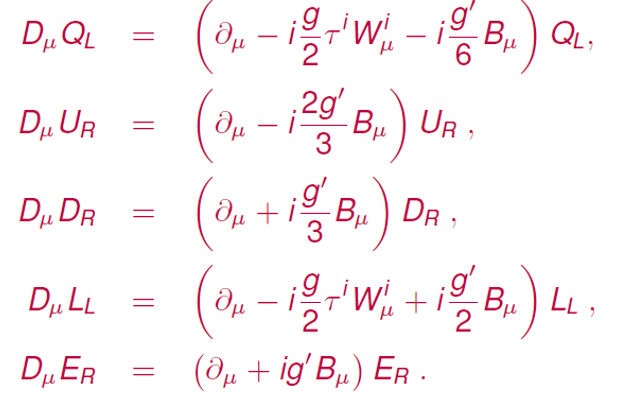 D_μ Q_L = (∂_μ − i g/2 τ^i W^i_μ − i g′/6 B_μ) Q_L,
D_μ U_R = (∂_μ − i 2g′/3 B_μ) U_R ,
D_μ D_R = (∂_μ + i g′/3 B_μ) D_R ,
D_μ L_L = (∂_μ − i g/2 τ^i W^i_μ + i g′/2 B_μ) L_L ,
D_μ E_R = (∂_μ + ig′ B_μ) E_R .